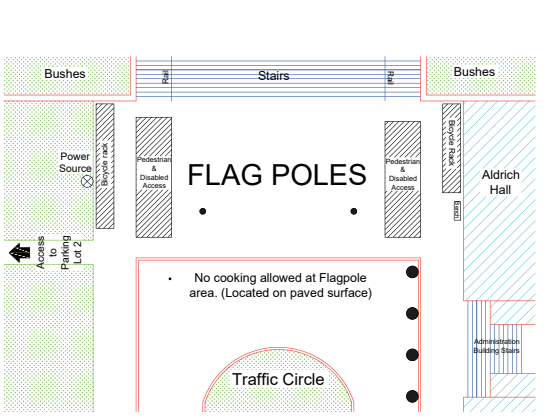 Bushes
Rail
Stairs
Rail
Bushes
Power
Source
Bicycle rack
Pedestrian
&
Disabled
Access
FLAG POLES
Pedestrian
&
Disabled
Access
Bicycle Rack
Aldrich
Hall
Access
to
Parking
Lot 2
• No cooking allowed at Flagpole
area. (Located on paved surface)
Administration
Building Stairs
Traffic Circle